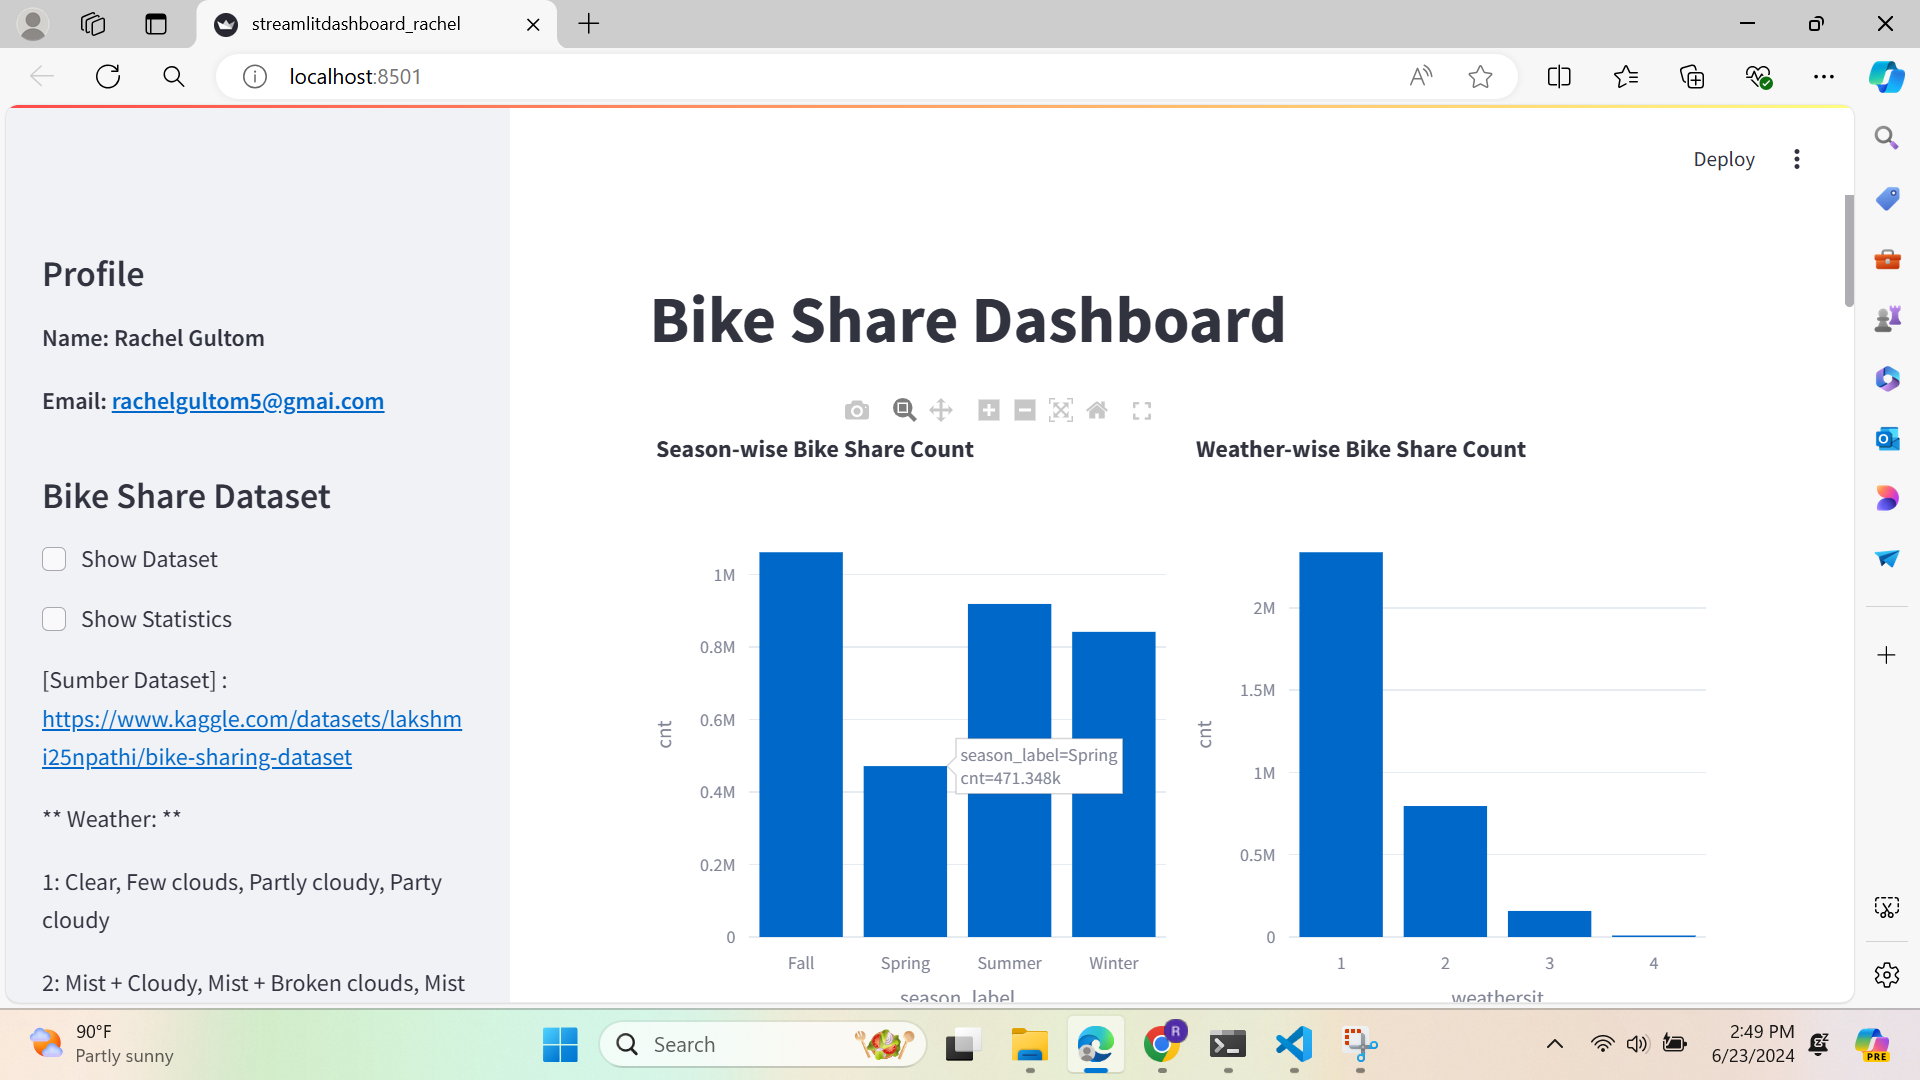 streamlitdashboard_rachel
localhost:8501
Deploy
Profile
Name: Rachel Gultom
Email: rachelgultom5@gmai.com
Bike Share Dataset
Show Dataset
Show Statistics
[Sumber Dataset] :
https://www.kaggle.com/datasets/lakshm
i25npathi/bike-sharing-dataset
** Weather: **
1: Clear, Few clouds, Partly cloudy, Party
cloudy
2: Mist + Cloudy, Mist + Broken clouds, Mist
Bike Share Dashboard
Season-wise Bike Share Count
1M
0.8M
0.6M
0.4M
0.2M
0
cnt
season_label=Spring
cnt=471.348k
Fall Spring Summer Winter
season_label
Weather-wise Bike Share Count
2M
1.5M
1M
0.5M
0
cnt
1 2 3 4
weathersit
90°F
Partly sunny
Search
R
2:49 PM
6/23/2024
PRE